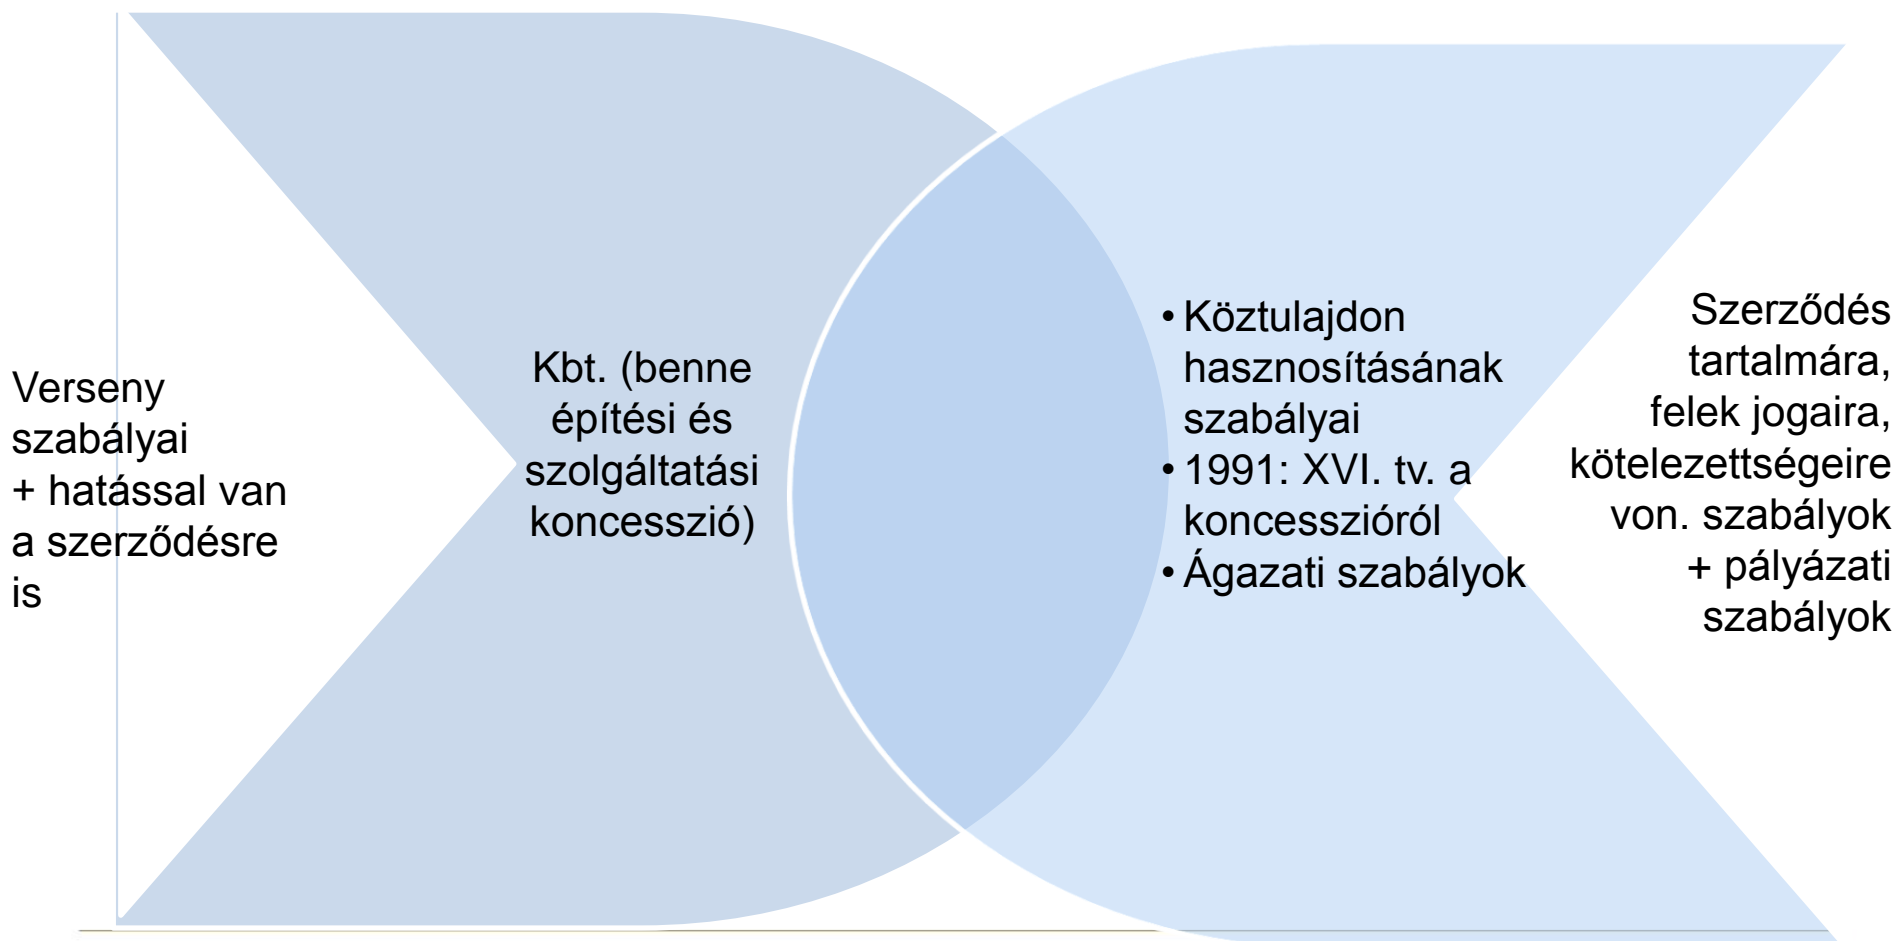 Verseny
szabályai
+ hatással van
a szerződésre
is
Kbt. (benne
építési és
szolgáltatási
koncesszió)
• Köztulajdon
hasznosításának
szabályai
• 1991: XVI. tv. a
koncesszióról
• Ágazati szabályok
Szerződés
tartalmára,
felek jogaira,
kötelezettségeire
von. szabályok
+ pályázati
szabályok